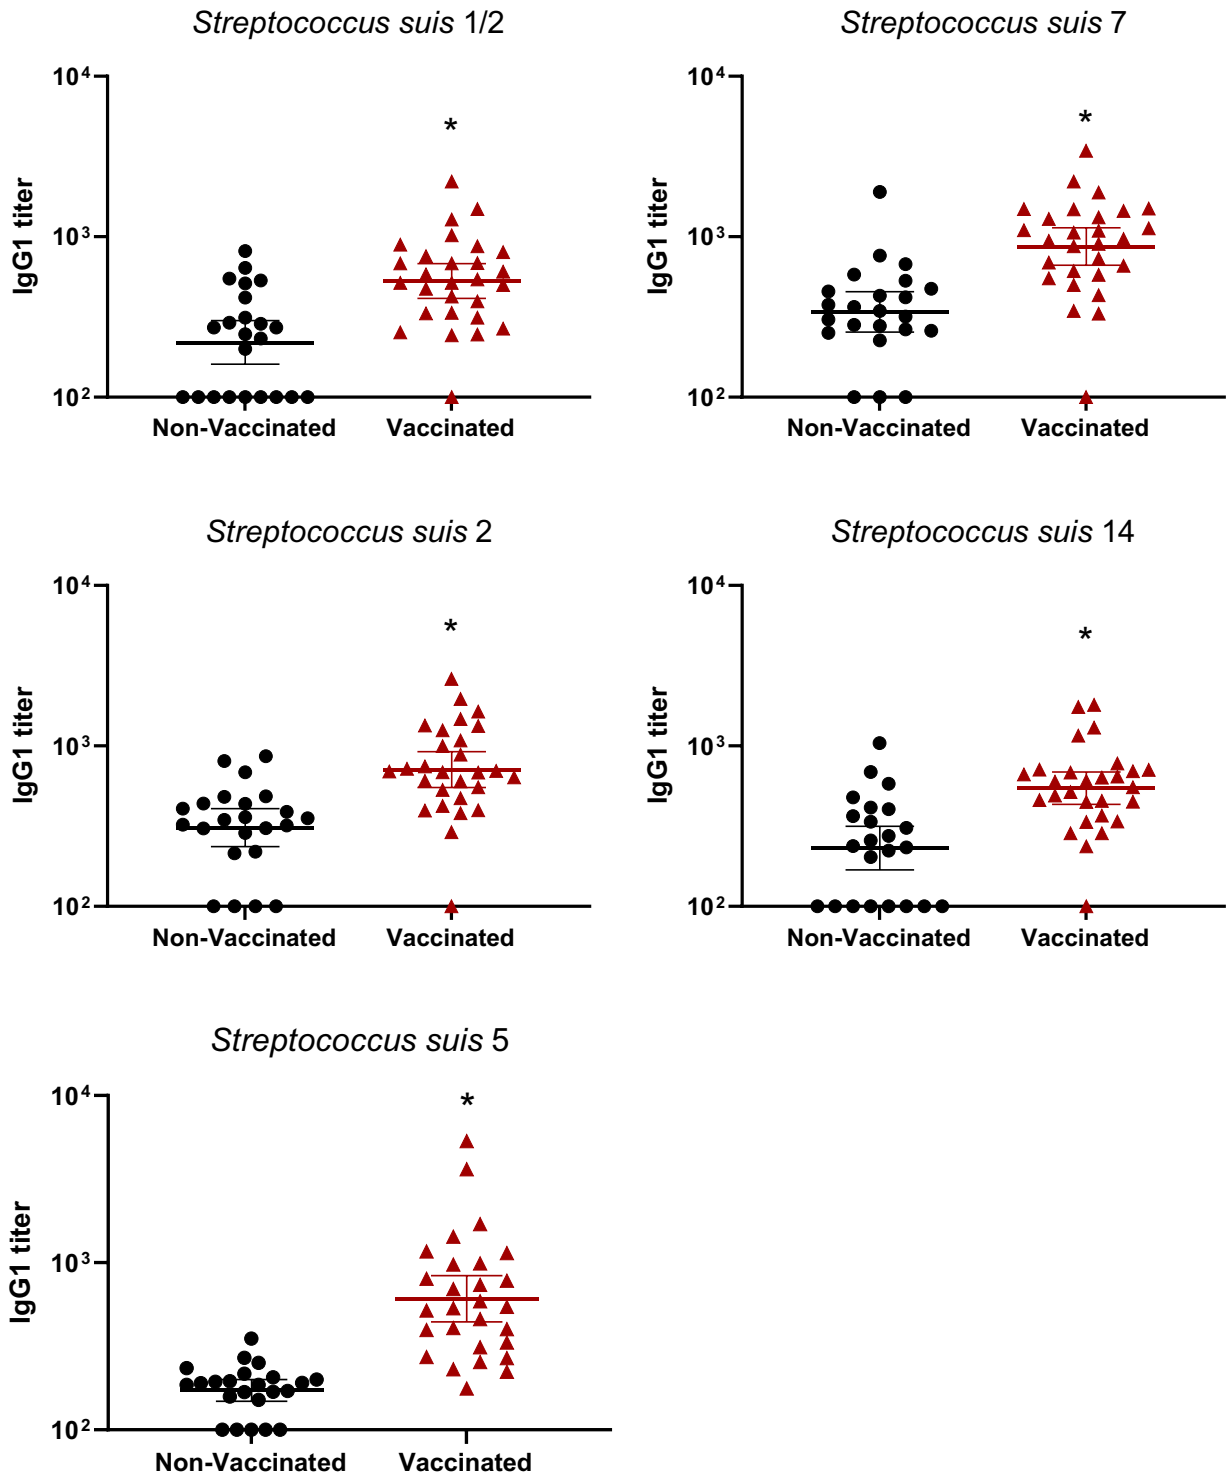 Streptococcus suis 1/2
10⁴
*
10³
10²
IgG1 titer
Non-Vaccinated Vaccinated
Streptococcus suis 7
10⁴
*
10³
10²
IgG1 titer
Non-Vaccinated Vaccinated
Streptococcus suis 2
10⁴
*
10³
10²
IgG1 titer
Non-Vaccinated Vaccinated
Streptococcus suis 14
10⁴
*
10³
10²
IgG1 titer
Non-Vaccinated Vaccinated
Streptococcus suis 5
10⁴
*
10³
10²
IgG1 titer
Non-Vaccinated Vaccinated